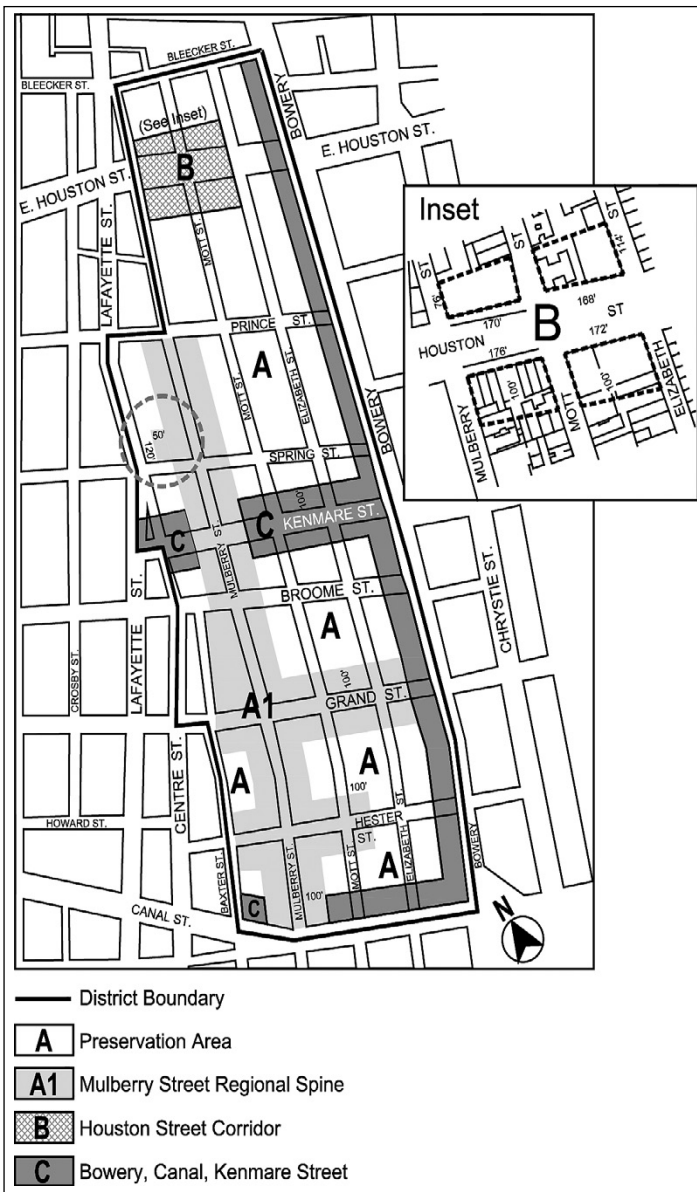 BLEECKER ST.
BLEECKER ST.
(See Inset)
BOWERY
E. HOUSTON ST.
B
E. HOUSTON ST.
LAFAYETTE ST.
MOTT ST.
PRINCE ST.
A
MOTT ST.
ELIZABETH ST.
BOWERY
50'
120'
SPRING ST.
100'
C
KENMARE ST.
C
MULBERRY ST.
BROOME ST.
A
CHRYSTIE ST.
CROSBY ST.
LAFAYETTE ST.
100'
GRAND ST.
A1
CENTRE ST.
A
A
100'
HOWARD ST.
HESTER ST.
BAXTER ST.
MULBERRY ST.
MOTT ST.
ELIZABETH ST.
A
BOWERY
C
100'
CANAL ST.
N
Inset
ST
ST
76'
114'
170'
B
168'
HOUSTON
ST
176'
172'
100'
100'
MULBERRY
MOTT
ELIZABETH
District Boundary
A Preservation Area
A1 Mulberry Street Regional Spine
B Houston Street Corridor
C Bowery, Canal, Kenmare Street